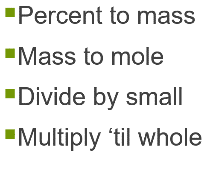 ▪Percent to mass
▪Mass to mole
▪Divide by small
▪Multiply ‘til whole